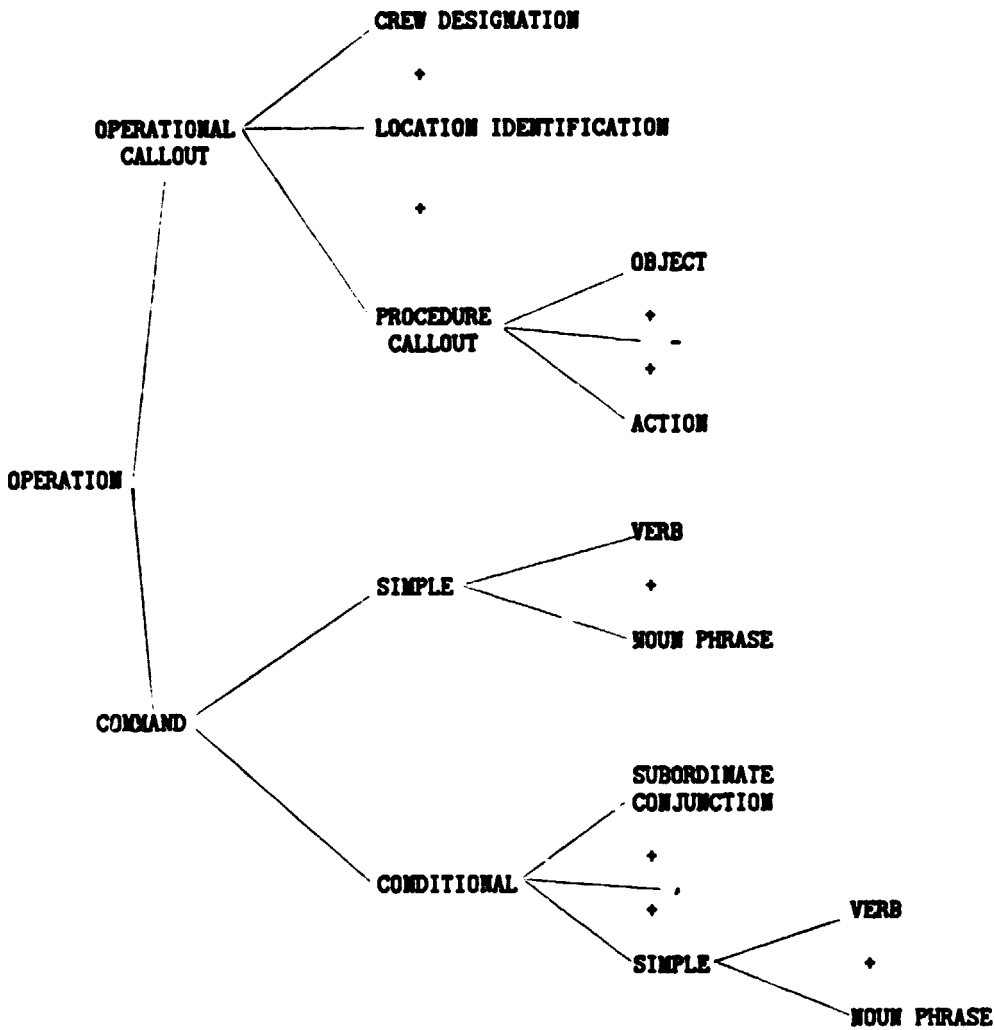 CREW DESIGNATION
+
OPERATIONAL
CALLOUT
LOCATION IDENTIFICATION
+
OBJECT
PROCEDURE
CALLOUT
+
-
+
ACTION
OPERATION
VERB
SIMPLE
+
NOUN PHRASE
COMMAND
SUBORDINATE
CONJUNCTION
+
CONDITIONAL
,
+
VERB
SIMPLE
+
NOUN PHRASE